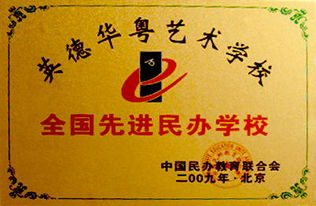 英德华粤艺术学校
全国先进民办学校
中国民办教育联合会
二00九年·北京